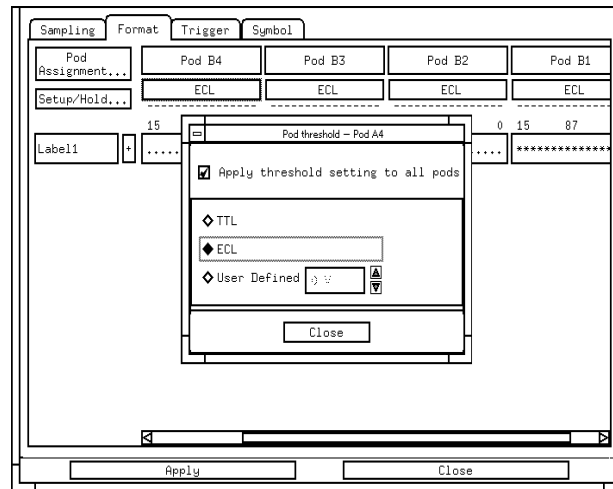 Sampling Format Trigger Symbol
Pod Assignment... Pod B4 Pod B3 Pod B2 Pod B1
Setup/Hold... ECL ECL ECL ECL
15 0 15 87
Label1 + ..... .... *************
Pod threshold — Pod A4
Apply threshold setting to all pods
TTL
ECL
User Defined 0 V
Close
Apply Close